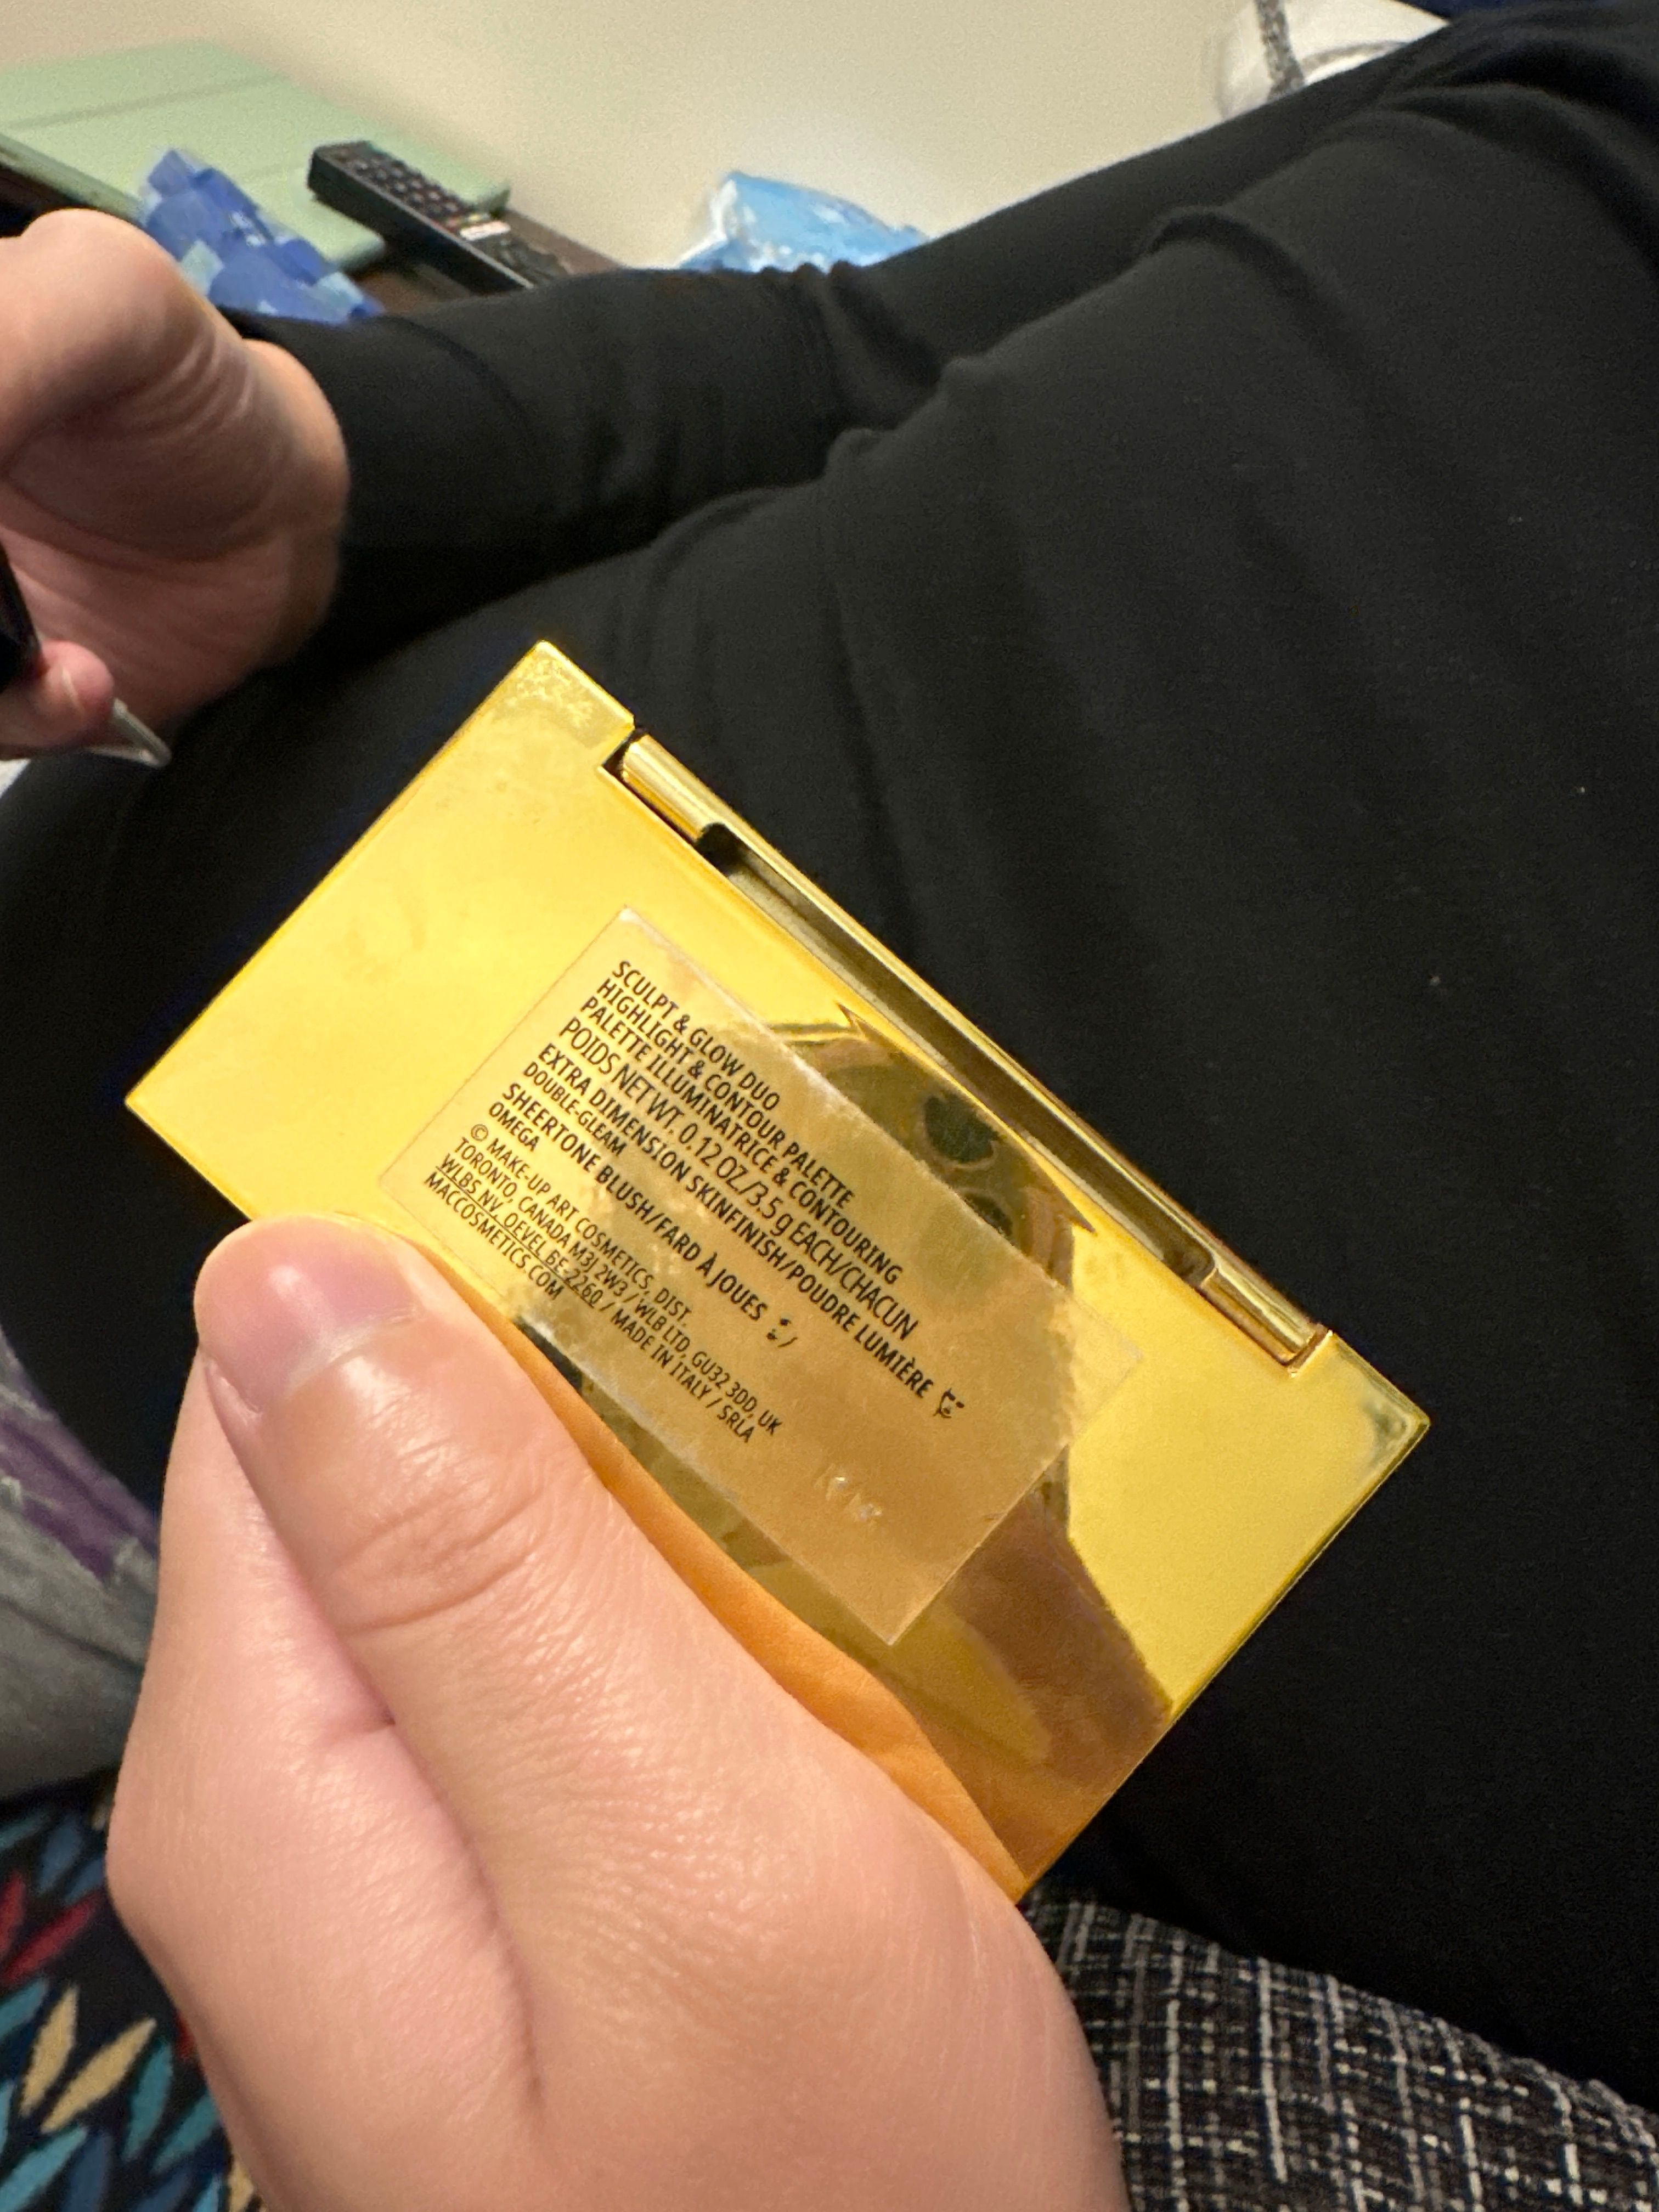 SCULPT & GLOW DUO
HIGHLIGHT & CONTOUR PALETTE
PALETTE ILLUMINATRICE & CONTOURING
POIDS NET WT. 0.12 OZ/3.5 g EACH/CHACUN
EXTRA DIMENSION SKINFINISH/POUDRE LUMIÈRE
DOUBLE-GLEAM
SHEERTONE BLUSH/FARD À JOUES
OMEGA
© MAKE-UP ART COSMETICS, DIST.
TORONTO, CANADA M3J 2W3 / WLB LTD, GU32 3DD, UK
WLBS NV, OEVEL BE-2260 / MADE IN ITALY / SRLA
MACCOSMETICS.COM